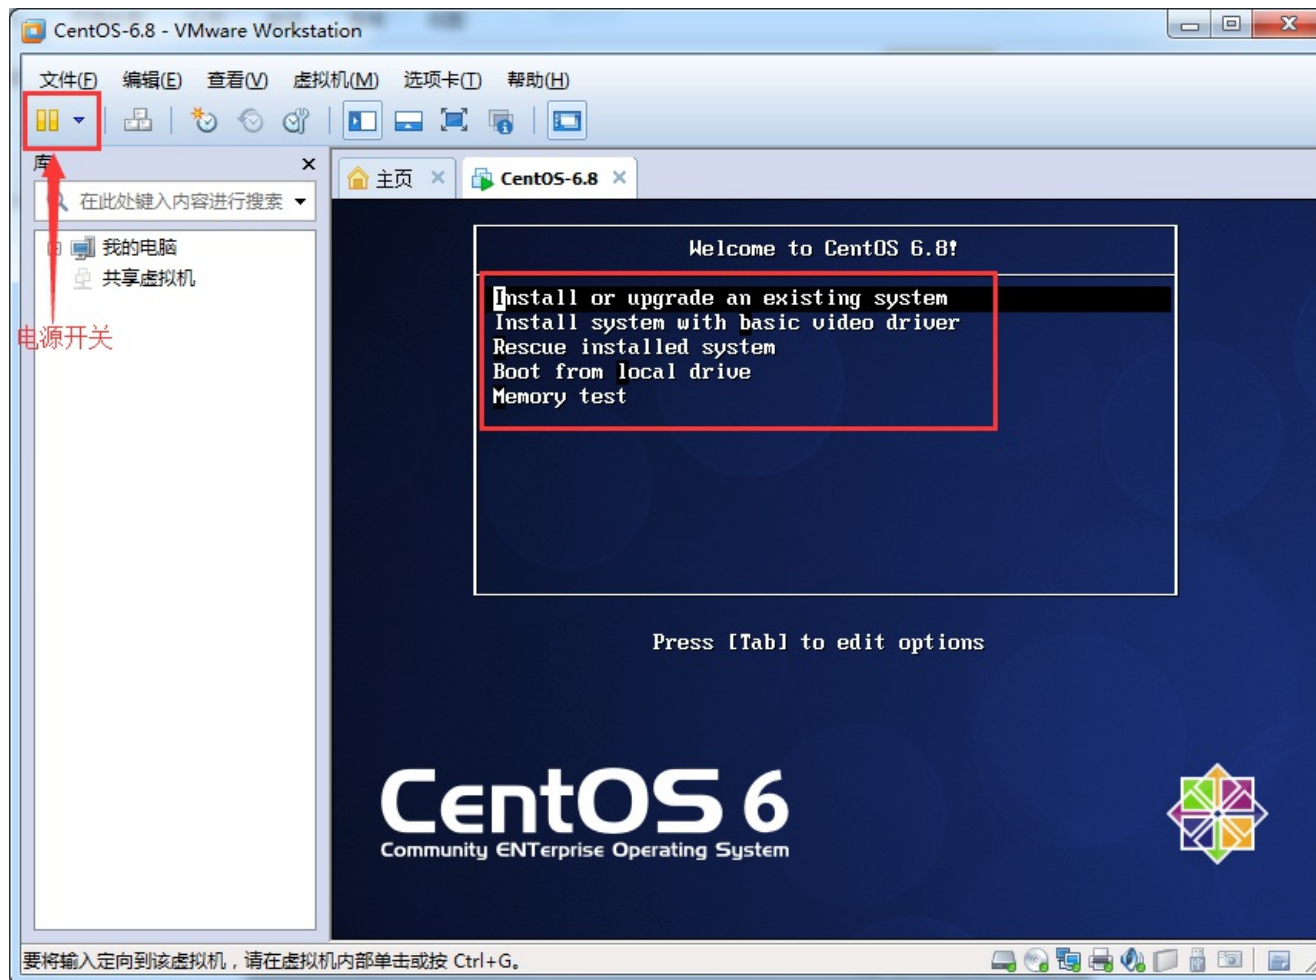 CentOS-6.8 - VMware Workstation
文件(F) 编辑(E) 查看(V) 虚拟机(M) 选项卡(T) 帮助(H)
库
主页 CentOS-6.8
在此处键入内容进行搜索
我的电脑
共享虚拟机
电源开关
Welcome to CentOS 6.8!
Install or upgrade an existing system
Install system with basic video driver
Rescue installed system
Boot from local drive
Memory test
Press [Tab] to edit options
CentOS 6
Community ENTerprise Operating System
要将输入定向到该虚拟机，请在虚拟机内部单击或按 Ctrl+G。